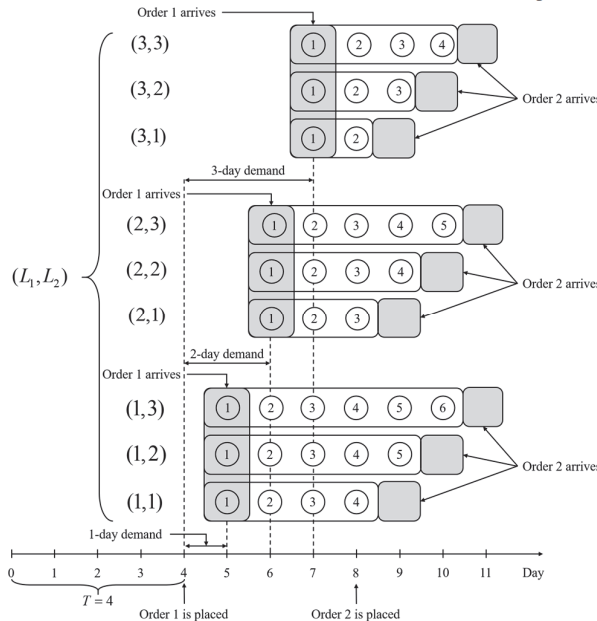 Order 1 arrives
(3,3) 1 2 3 4
(3,2) 1 2 3
Order 2 arrives
(3,1) 1 2
3-day demand
Order 1 arrives
(2,3) 1 2 3 4 5
(L₁,L₂)
(2,2) 1 2 3 4
Order 2 arrives
(2,1) 1 2 3
2-day demand
Order 1 arrives
(1,3) 1 2 3 4 5 6
(1,2) 1 2 3 4 5
Order 2 arrives
(1,1) 1 2 3 4
1-day demand
0 1 2 3 4 5 6 7 8 9 10 11 Day
T = 4
Order 1 is placed Order 2 is placed